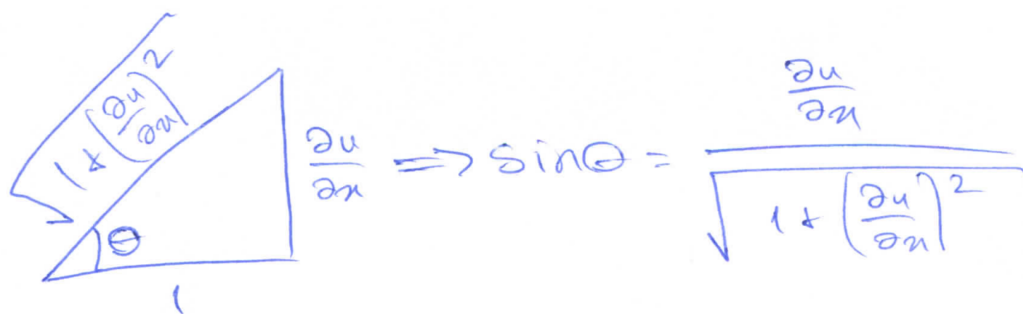 √(1 + (∂u/∂x)²)
∂u/∂x ⟹ sinθ = (∂u/∂x) / √(1 + (∂u/∂x)²)
θ
1